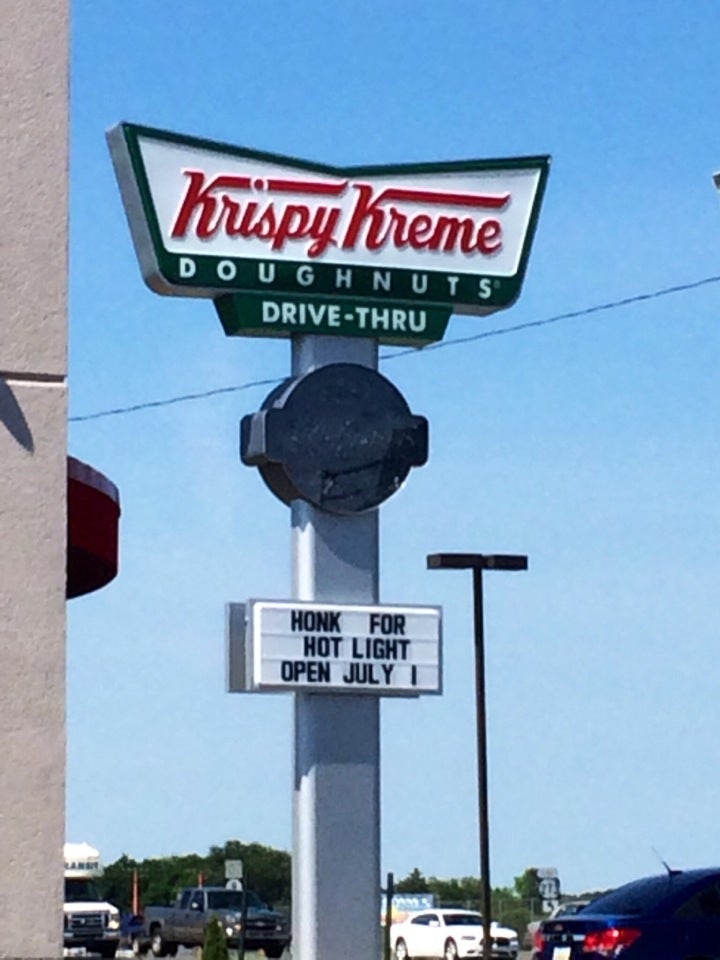 Krispy Kreme
DOUGHNUTS
DRIVE-THRU
HONK FOR
HOT LIGHT
OPEN JULY 1